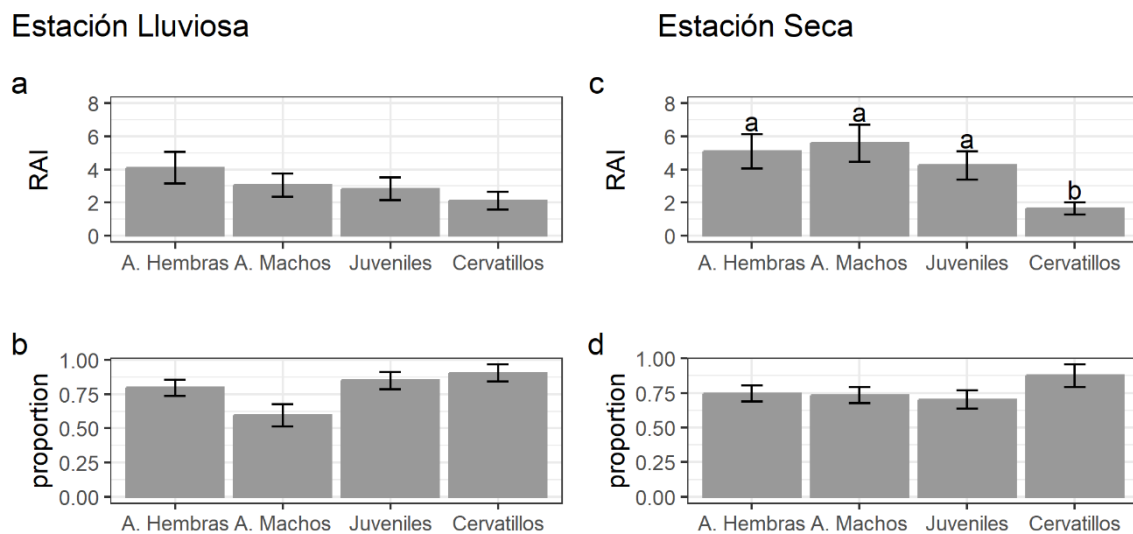 Estación Lluviosa
Estación Seca
a
RAI
8
6
4
2
0
A. Hembras A. Machos Juveniles Cervatillos
c
RAI
8
6
4
2
0
a
a
a
b
A. Hembras A. Machos Juveniles Cervatillos
b
proportion
1.00
0.75
0.50
0.25
0.00
A. Hembras A. Machos Juveniles Cervatillos
d
proportion
1.00
0.75
0.50
0.25
0.00
A. Hembras A. Machos Juveniles Cervatillos